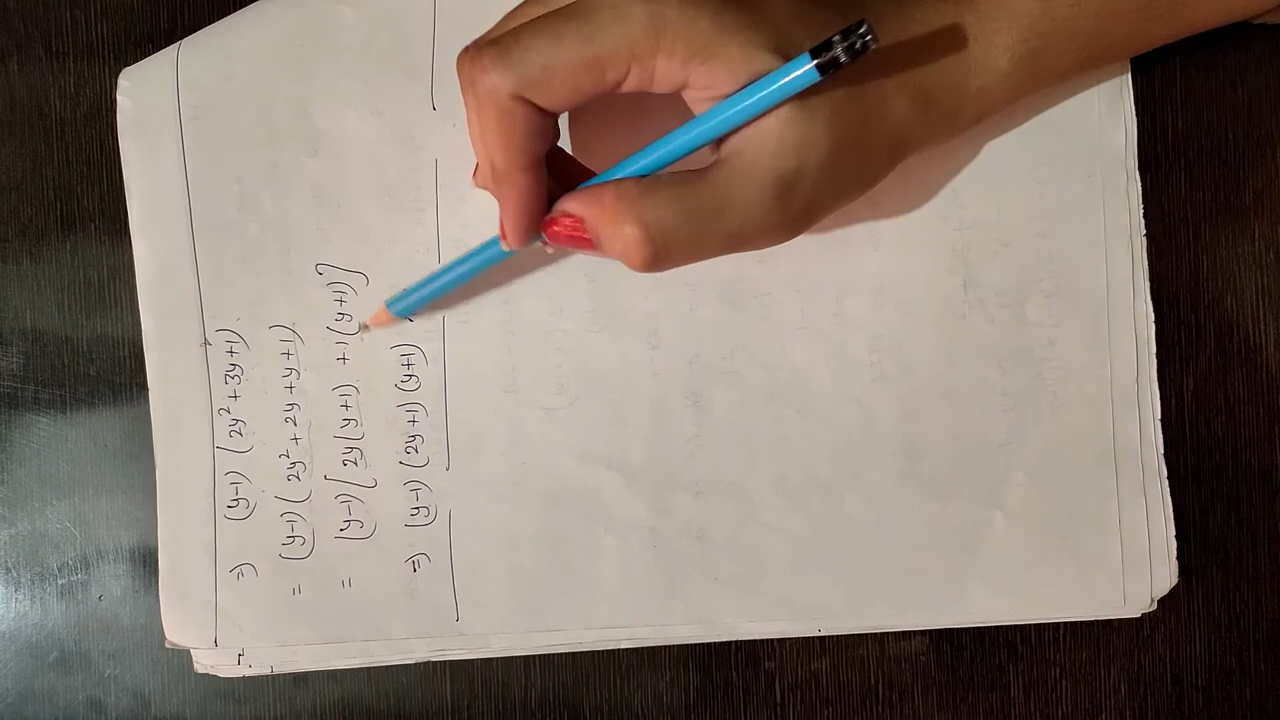 ⇒ (y-1) (2y² + 3y + 1).
= (y-1) (2y² + 2y + y + 1)
= (y-1) [2y(y+1) + 1(y+1)]
⇒ (y-1) (2y+1) (y+1)